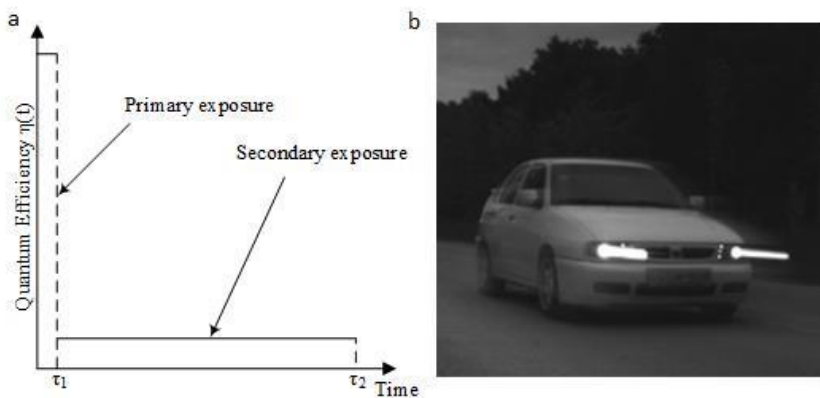 a
b
Quantum Efficiency η(t)
Primary exposure
Secondary exposure
τ₁
τ₂
Time